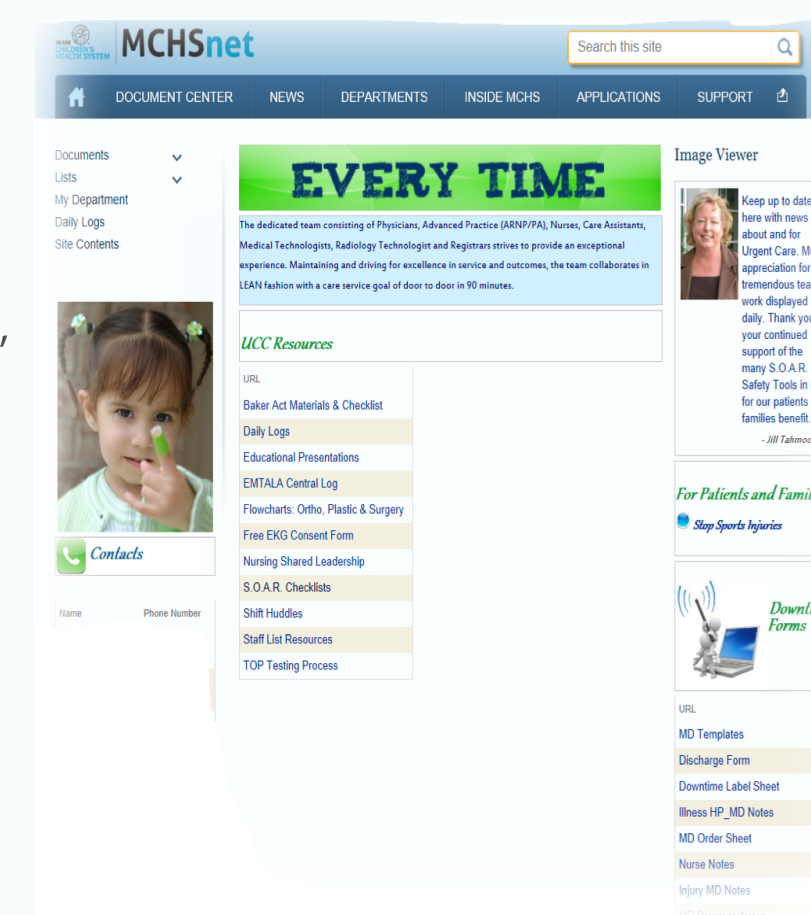 MIAMI
CHILDREN'S
HEALTH SYSTEM
MCHSnet
Search this site
DOCUMENT CENTER
NEWS
DEPARTMENTS
INSIDE MCHS
APPLICATIONS
SUPPORT
Documents
Lists
My Department
Daily Logs
Site Contents
Contacts
Name Phone Number
EVERY TIME
The dedicated team consisting of Physicians, Advanced Practice (ARNP/PA), Nurses, Care Assistants,
Medical Technologists, Radiology Technologist and Registrars strives to provide an exceptional
experience. Maintaining and driving for excellence in service and outcomes, the team collaborates in
LEAN fashion with a care service goal of door to door in 90 minutes.
UCC Resources
URL
Baker Act Materials & Checklist
Daily Logs
Educational Presentations
EMTALA Central Log
Flowcharts: Ortho, Plastic & Surgery
Free EKG Consent Form
Nursing Shared Leadership
S.O.A.R. Checklists
Shift Huddles
Staff List Resources
TOP Testing Process
Image Viewer
Keep up to date
here with news
about and for
Urgent Care.
appreciation for
tremendous
work displayed
daily. Thank
your continued
support of the
many S.O.A.R.
Safety Tools in
for our patients
families benefit.
- Jill
For Patients and
Stop Sports Injuries
Forms
URL
MD Templates
Discharge Form
Downtime Label Sheet
Illness HP_MD Notes
MD Order Sheet
Nurse Notes
Injury MD Notes